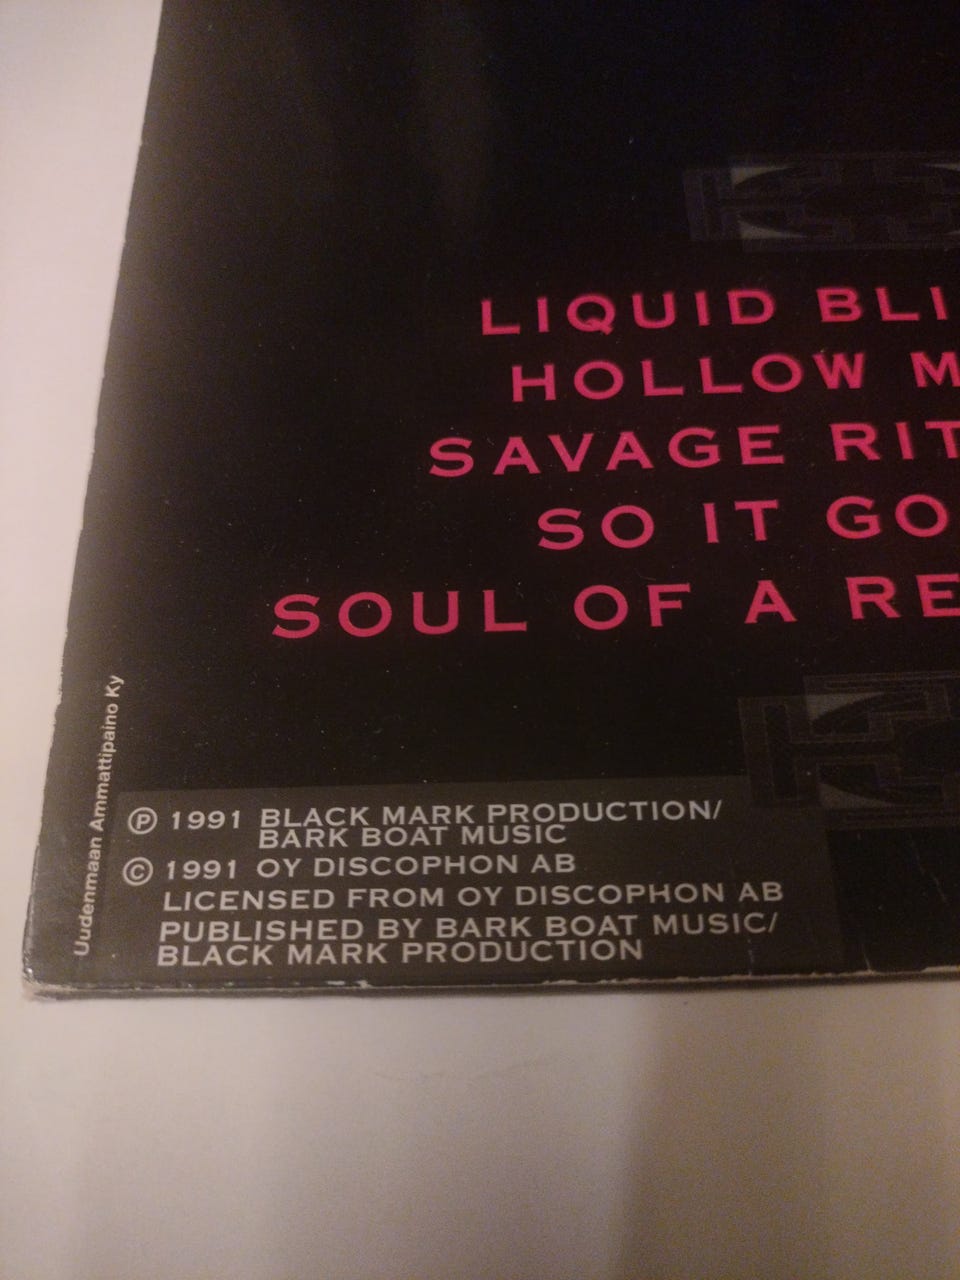 LIQUID BLI
HOLLOW M
SAVAGE RIT
SO IT GO
SOUL OF A RE
Uudenmaan Ammattipaino Ky
Ⓟ 1991 BLACK MARK PRODUCTION/
BARK BOAT MUSIC
© 1991 OY DISCOPHON AB
LICENSED FROM OY DISCOPHON AB
PUBLISHED BY BARK BOAT MUSIC/
BLACK MARK PRODUCTION